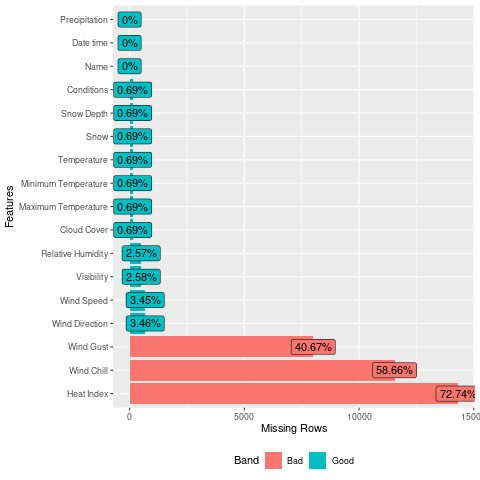 Features
Precipitation 0%
Date time 0%
Name 0%
Conditions 0.69%
Snow Depth 0.69%
Snow 0.69%
Temperature 0.69%
Minimum Temperature 0.69%
Maximum Temperature 0.69%
Cloud Cover 0.69%
Relative Humidity 2.57%
Visibility 2.58%
Wind Speed 3.45%
Wind Direction 3.46%
Wind Gust 40.67%
Wind Chill 58.66%
Heat Index 72.74%
0 5000 10000 15000
Missing Rows
Band Bad Good